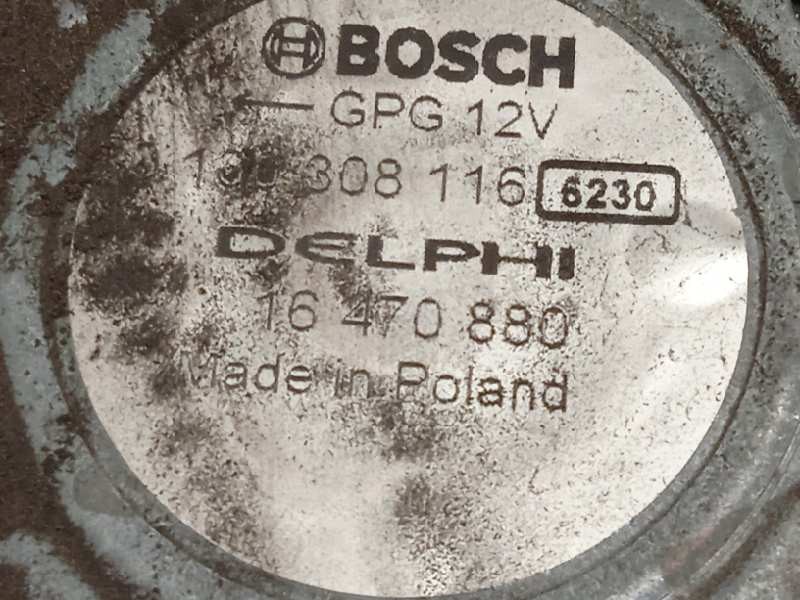 BOSCH
← GPG 12V
308 116 6230
DELPHI
16 470 880
Made in Poland